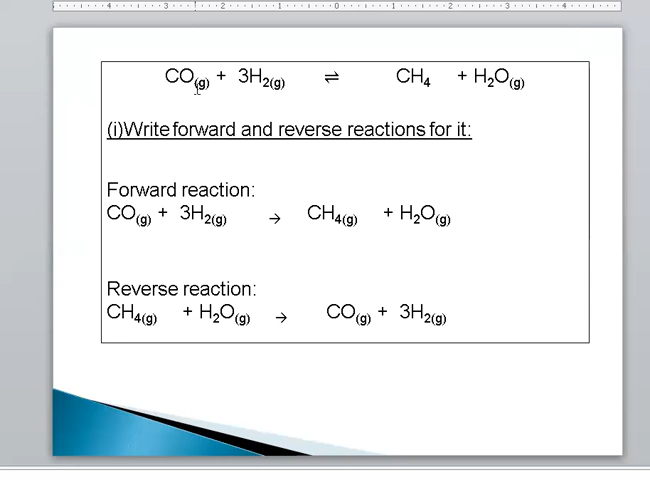 CO(g) + 3H2(g) ⇌ CH4 + H2O(g)
(i)Write forward and reverse reactions for it:
Forward reaction:
CO(g) + 3H2(g) → CH4(g) + H2O(g)
Reverse reaction:
CH4(g) + H2O(g) → CO(g) + 3H2(g)